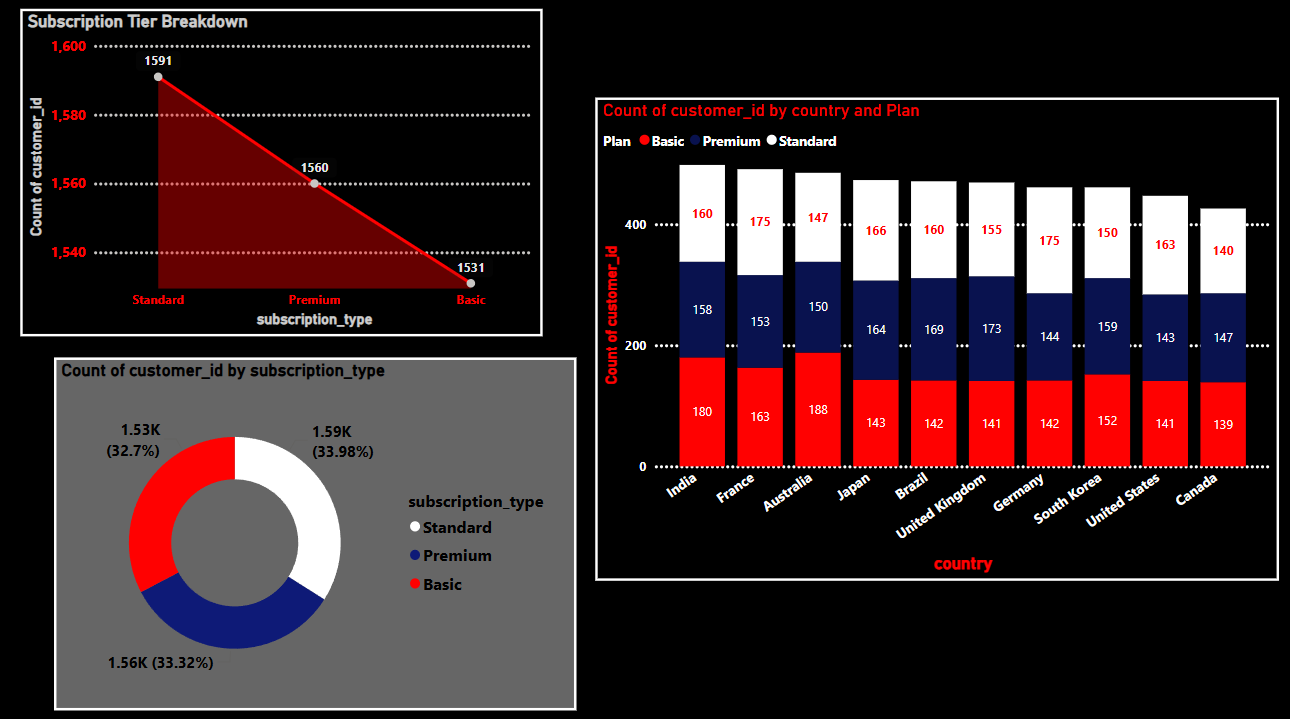 Subscription Tier Breakdown
1,600
1,580
1,560
1,540
Count of customer_id
1591
1560
1531
Standard Premium Basic
subscription_type
Count of customer_id by subscription_type
1.53K
(32.7%)
1.59K
(33.98%)
1.56K (33.32%)
subscription_type
Standard
Premium
Basic
Count of customer_id by country and Plan
Plan Basic Premium Standard
400
200
0
Count of customer_id
160 175 147 166 160 155 175 150 163 140
158 153 150 164 169 173 144 159 143 147
180 163 188 143 142 141 142 152 141 139
India France Australia Japan Brazil United Kingdom Germany South Korea United States Canada
country